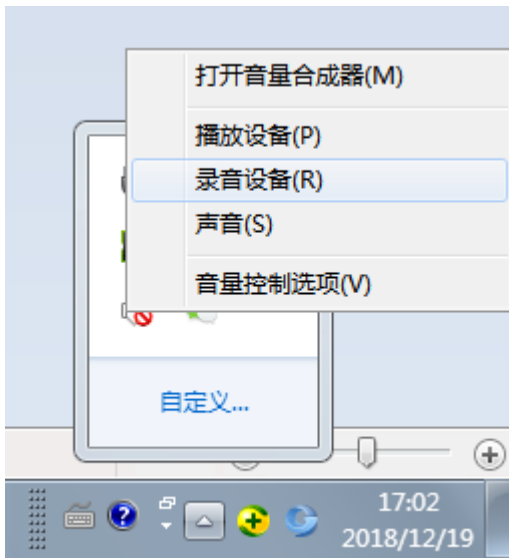 打开音量合成器(M)
播放设备(P)
录音设备(R)
声音(S)
音量控制选项(V)
自定义...
17:02
2018/12/19